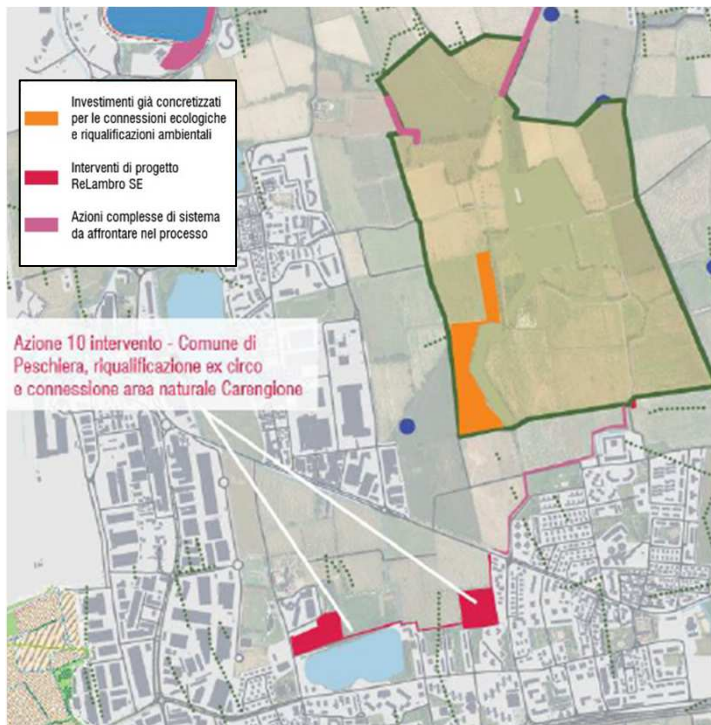 Investimenti già concretizzati
per le connessioni ecologiche
e riqualificazioni ambientali
Interventi di progetto
ReLambro SE
Azioni complesse di sistema
da affrontare nel processo
Azione 10 intervento - Comune di
Peschiera, riqualificazione ex circo
e connessione area naturale Carengione